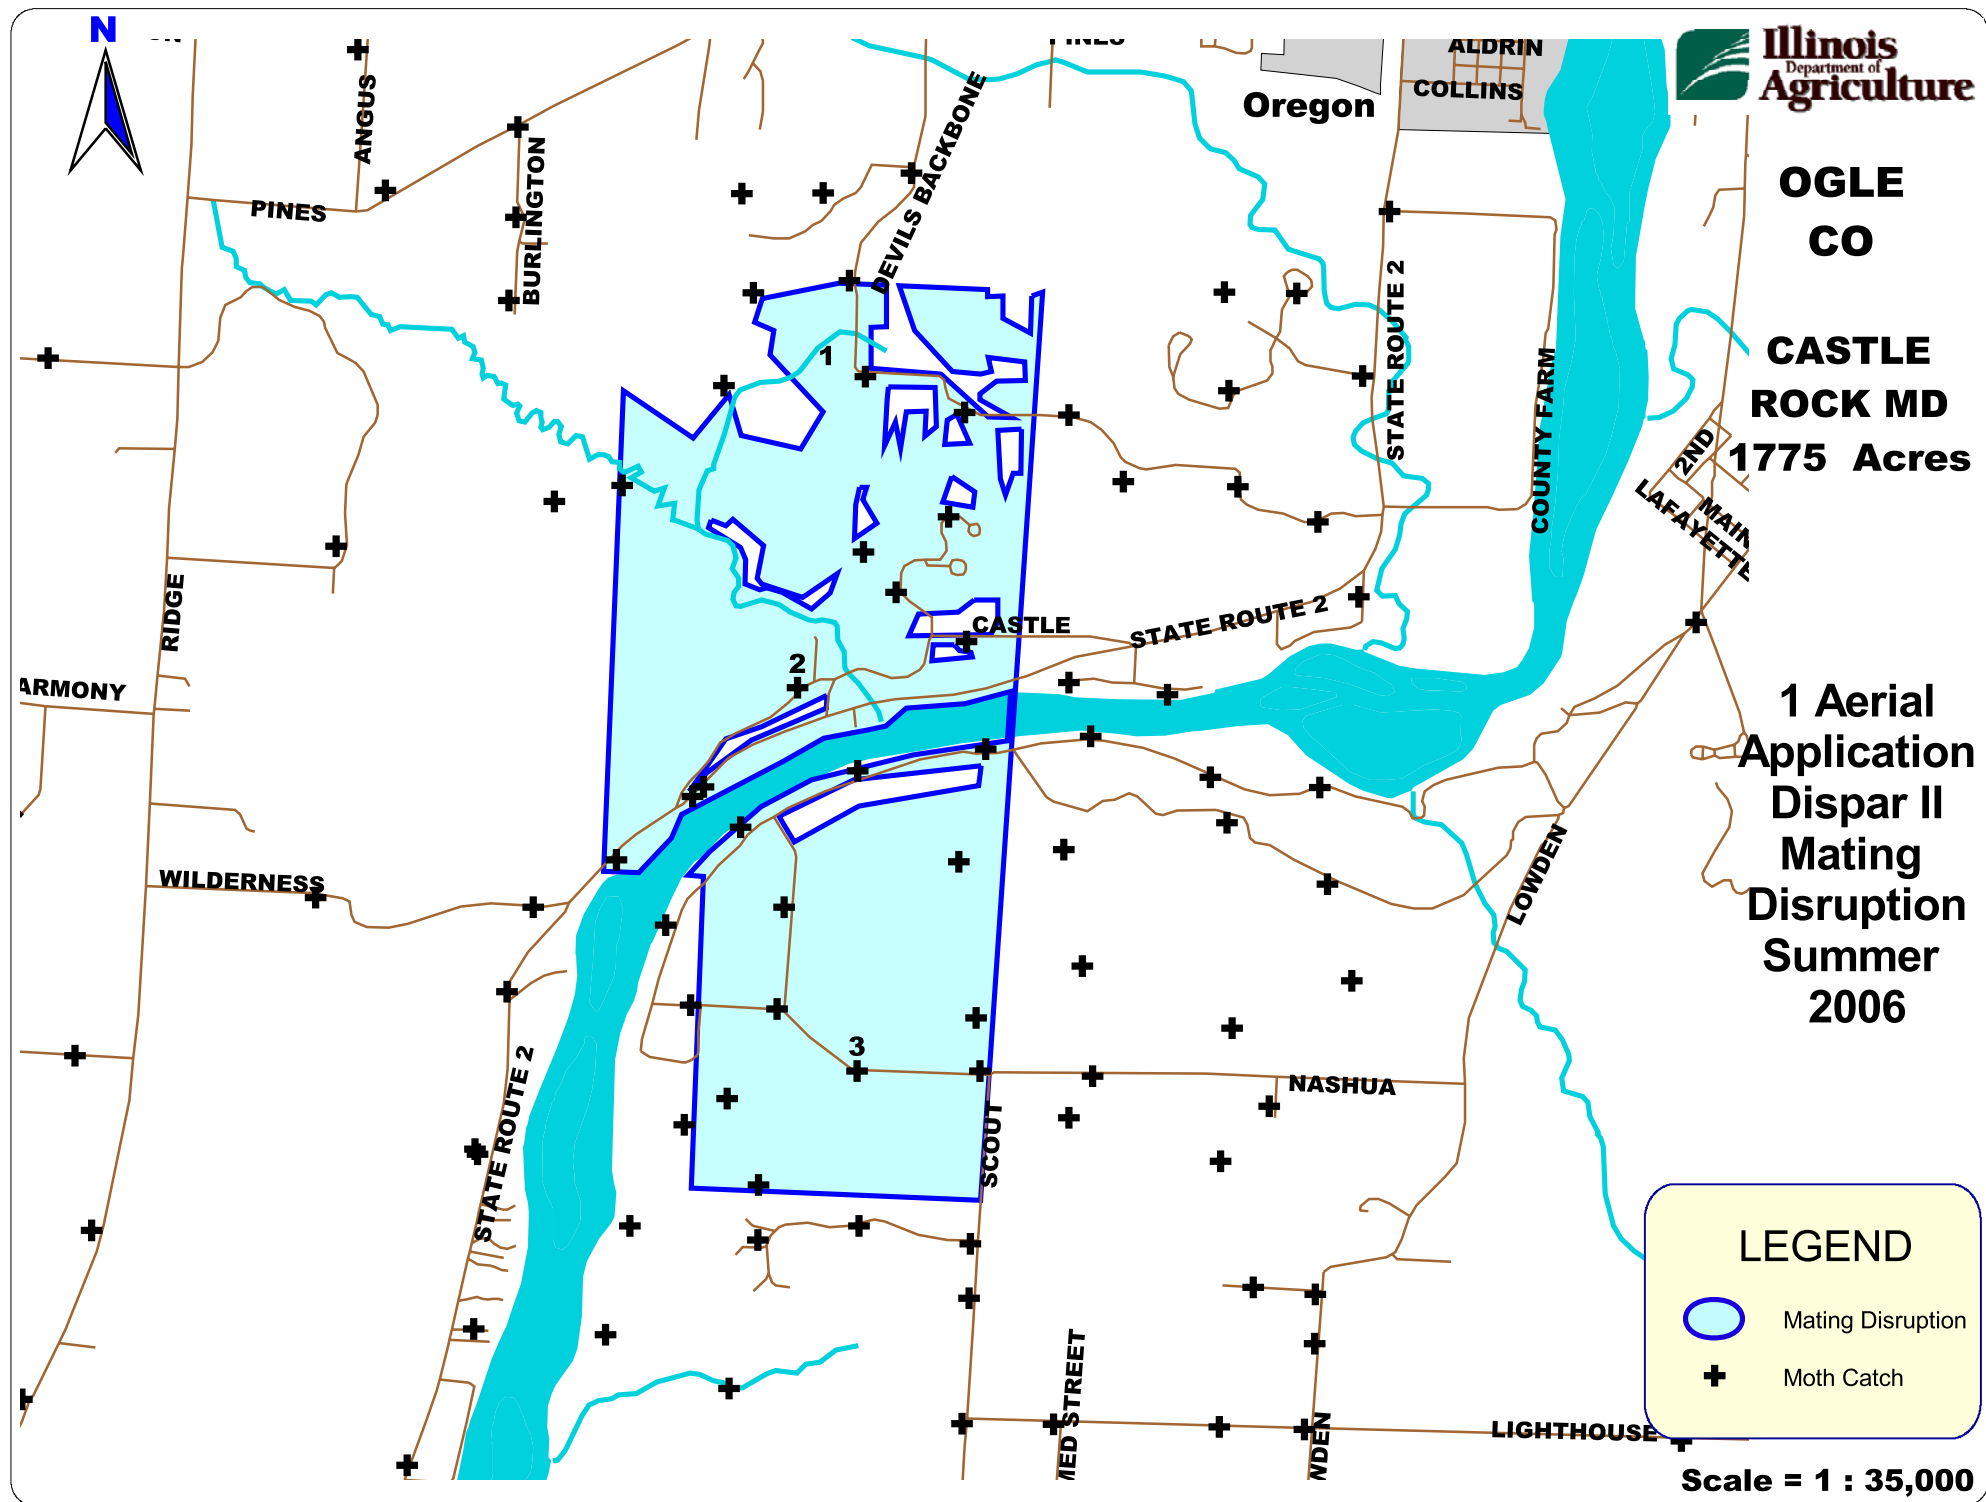 N
PINES
ALDRIN
COLLINS
Oregon
Illinois
Department of
Agriculture
ANGUS
BURLINGTON
PINES
DEVILS BACKBONE
OGLE
CO
STATE ROUTE 2
COUNTY FARM
CASTLE
ROCK MD
1775 Acres
1
2ND
MAIN
LAFAYETTE
RIDGE
CASTLE
STATE ROUTE 2
2
ARMONY
1 Aerial
Application
Dispar II
Mating
Disruption
Summer
2006
WILDERNESS
LOWDEN
3
STATE ROUTE 2
NASHUA
SCOUT
LEGEND
Mating Disruption
Moth Catch
MED STREET
WDEN
LIGHTHOUSE
Scale = 1 : 35,000